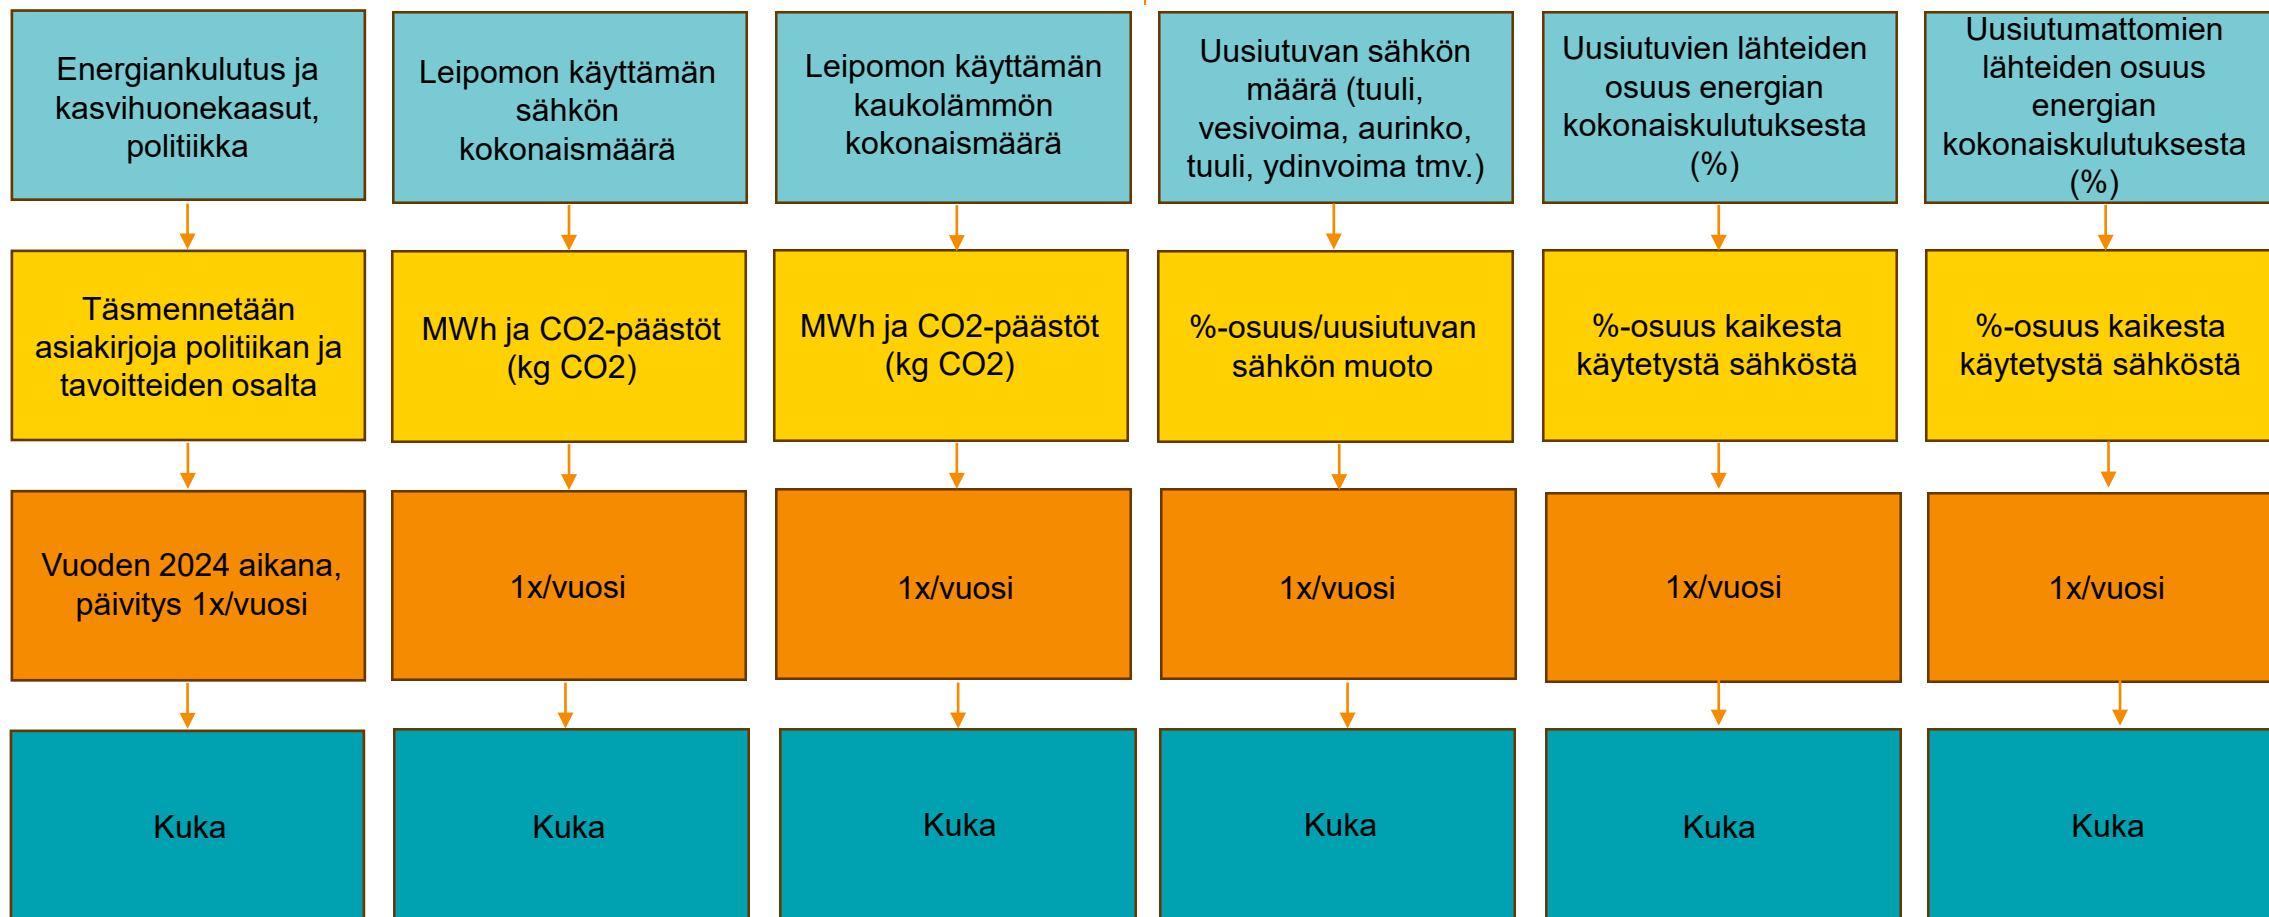 Energiankulutus ja
kasvihuonekaasut,
politiikka
Leipomon käyttämän
sähkön
kokonaismäärä
Leipomon käyttämän
kaukolämmön
kokonaismäärä
Uusiutuvan sähkön
määrä (tuuli,
vesivoima, aurinko,
tuuli, ydinvoima tmv.)
Uusiutuvien lähteiden
osuus energian
kokonaiskulutuksesta
(%)
Uusiutumattomien
lähteiden osuus
energian
kokonaiskulutuksesta
(%)
Täsmennetään
asiakirjoja politiikan ja
tavoitteiden osalta
MWh ja CO2-päästöt
(kg CO2)
MWh ja CO2-päästöt
(kg CO2)
%-osuus/uusiutuvan
sähkön muoto
%-osuus kaikesta
käytetystä sähköstä
%-osuus kaikesta
käytetystä sähköstä
Vuoden 2024 aikana,
päivitys 1x/vuosi
1x/vuosi
1x/vuosi
1x/vuosi
1x/vuosi
1x/vuosi
Kuka
Kuka
Kuka
Kuka
Kuka
Kuka